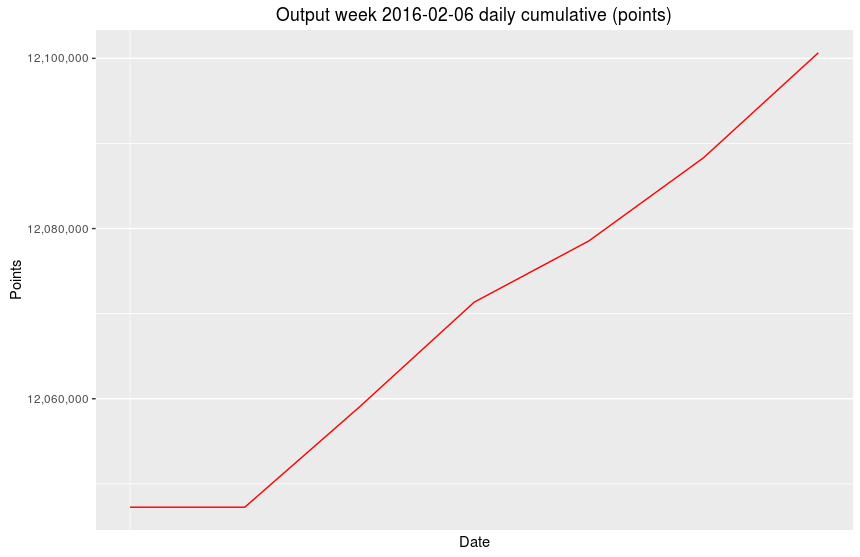 Output week 2016-02-06 daily cumulative (points)
12,100,000
12,080,000
Points
12,060,000
Date